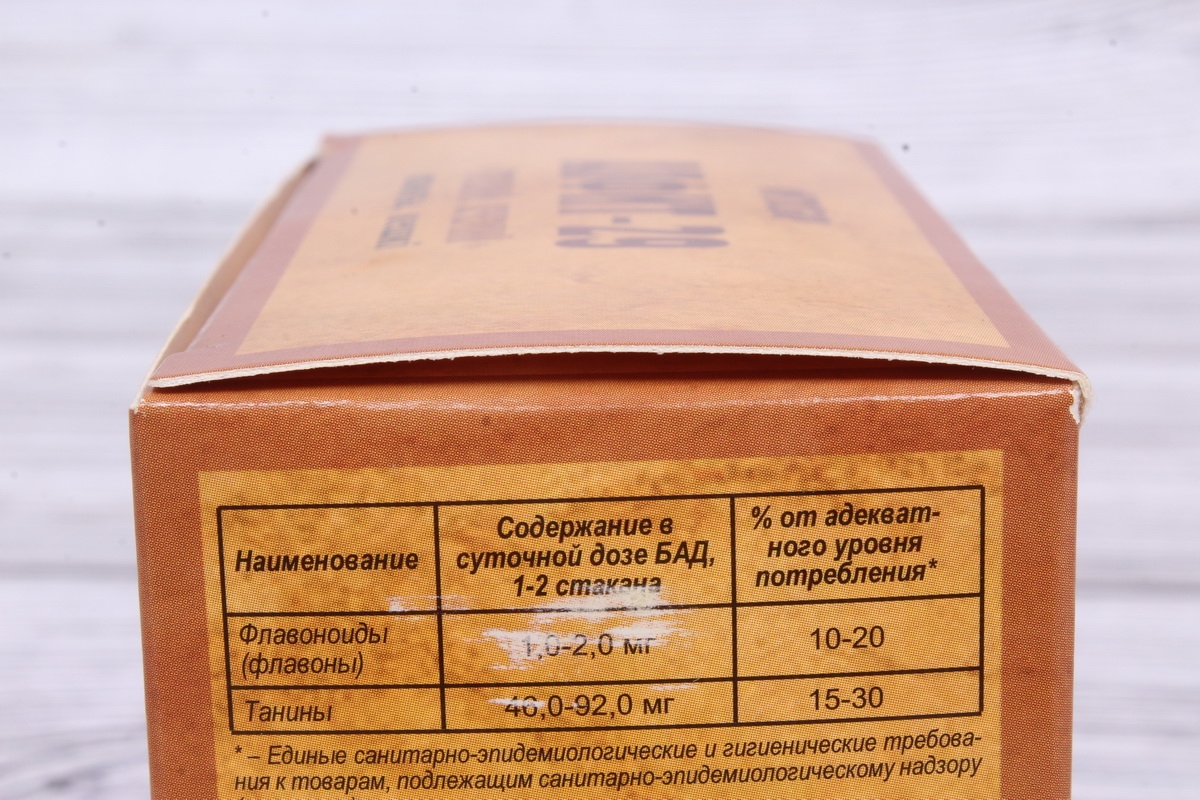 Наименование
Содержание в
суточной дозе БАД,
1-2 стакана
% от адекват-
ного уровня
потребления*
Флавоноиды
(флавоны)
1,0-2,0 мг
10-20
Танины
46,0-92,0 мг
15-30
* – Единые санитарно-эпидемиологические и гигиенические требова-
ния к товарам, подлежащим санитарно-эпидемиологическому надзору